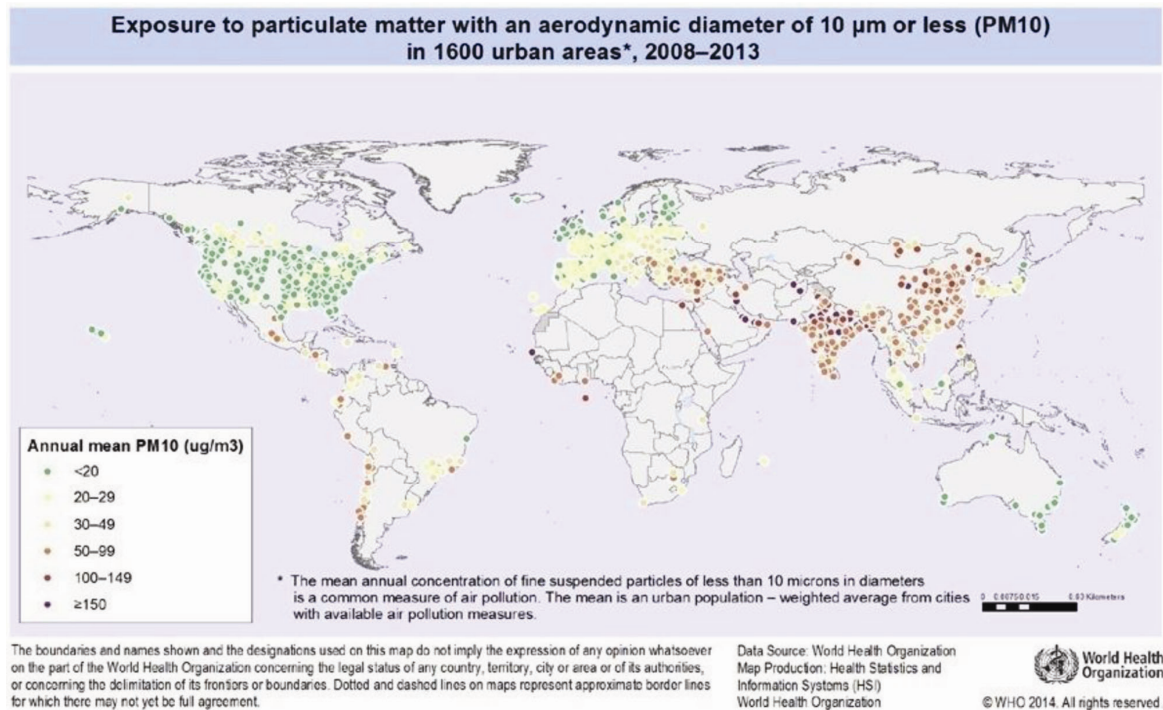 Exposure to particulate matter with an aerodynamic diameter of 10 µm or less (PM10)
in 1600 urban areas*, 2008–2013
Annual mean PM10 (ug/m3)
<20
20–29
30–49
50–99
100–149
≥150
* The mean annual concentration of fine suspended particles of less than 10 microns in diameters
is a common measure of air pollution. The mean is an urban population – weighted average from cities
with available air pollution measures.
0 0.00750.015 0.03 Kilometers
The boundaries and names shown and the designations used on this map do not imply the expression of any opinion whatsoever
on the part of the World Health Organization concerning the legal status of any country, territory, city or area or of its authorities,
or concerning the delimitation of its frontiers or boundaries. Dotted and dashed lines on maps represent approximate border lines
for which there may not yet be full agreement.
Data Source: World Health Organization
Map Production: Health Statistics and
Information Systems (HSI)
World Health Organization
World Health
Organization
© WHO 2014. All rights reserved.